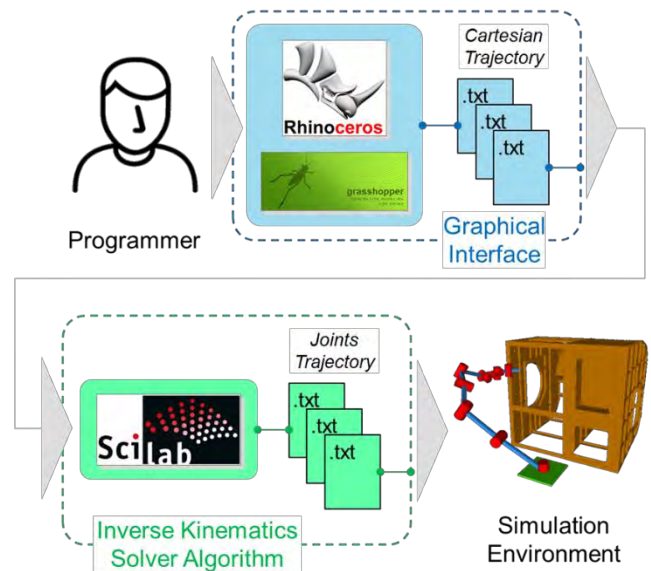 Cartesian
Trajectory
.txt
.txt
.txt
Rhinoceros
grasshopper
Programmer
Graphical
Interface
Joints
Trajectory
.txt
.txt
.txt
Scilab
Inverse Kinematics
Solver Algorithm
Simulation
Environment